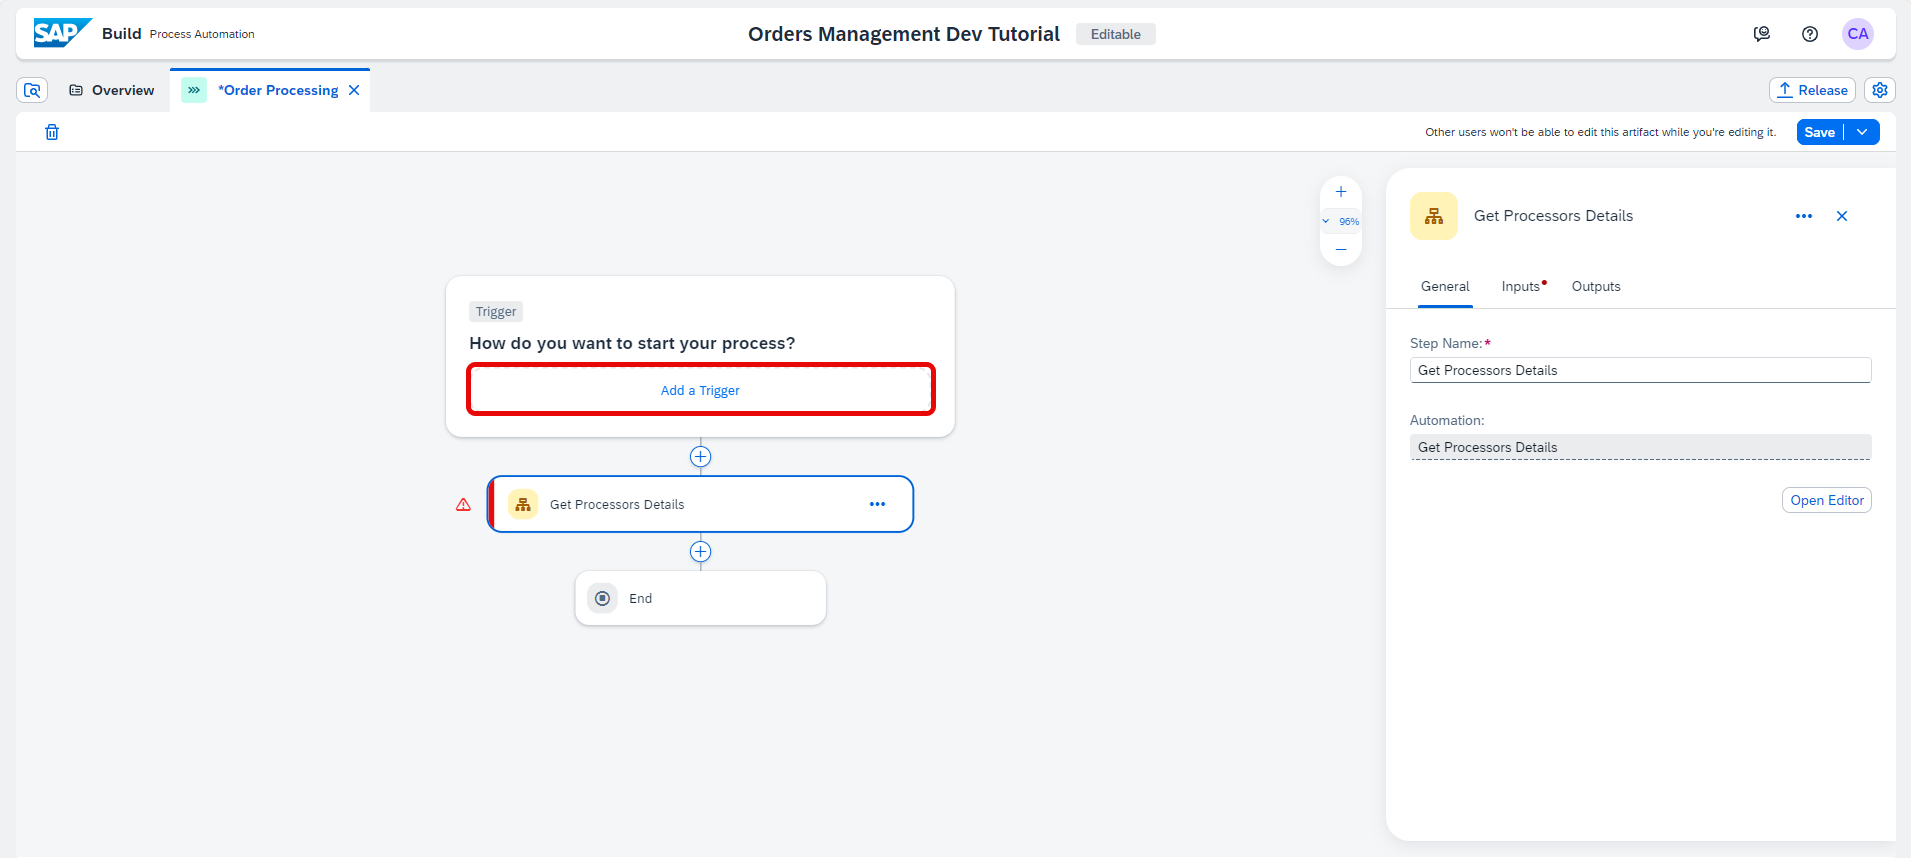 SAP Build Process Automation
Orders Management Dev Tutorial Editable
CA
Overview
*Order Processing
Release
Other users won't be able to edit this artifact while you're editing it.
Save
96%
Trigger
How do you want to start your process?
Add a Trigger
Get Processors Details
End
Get Processors Details
General Inputs Outputs
Step Name:*
Get Processors Details
Automation:
Get Processors Details
Open Editor